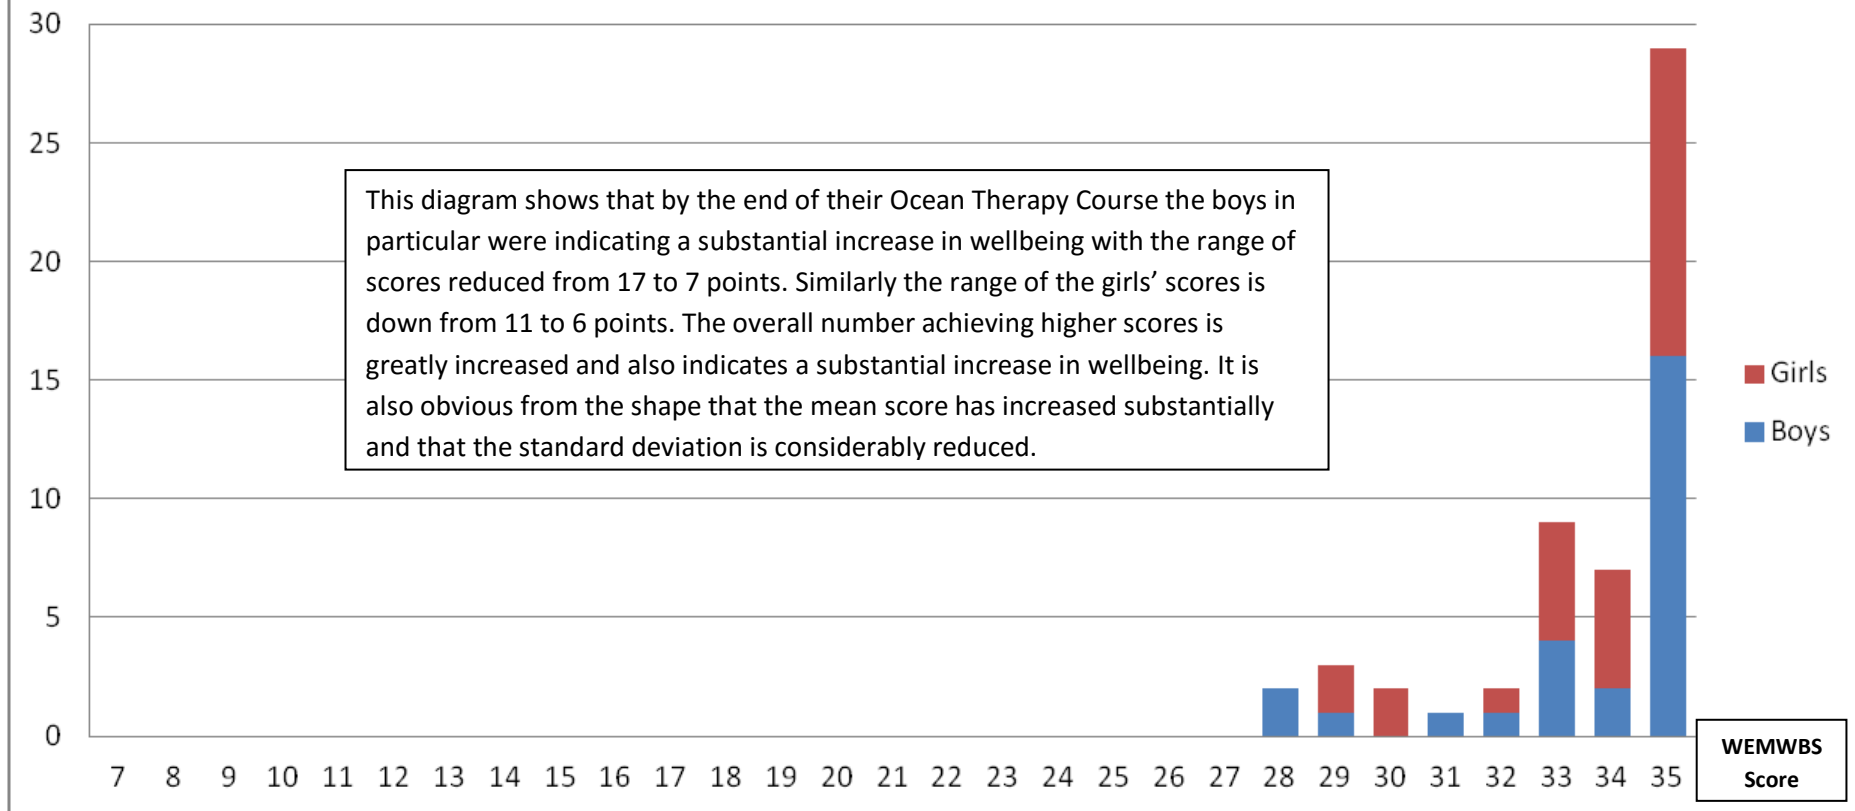 30
25
20
15
10
5
0
This diagram shows that by the end of their Ocean Therapy Course the boys in
particular were indicating a substantial increase in wellbeing with the range of
scores reduced from 17 to 7 points. Similarly the range of the girls’ scores is
down from 11 to 6 points. The overall number achieving higher scores is
greatly increased and also indicates a substantial increase in wellbeing. It is
also obvious from the shape that the mean score has increased substantially
and that the standard deviation is considerably reduced.
Girls
Boys
7 8 9 10 11 12 13 14 15 16 17 18 19 20 21 22 23 24 25 26 27 28 29 30 31 32 33 34 35
WEMWBS
Score